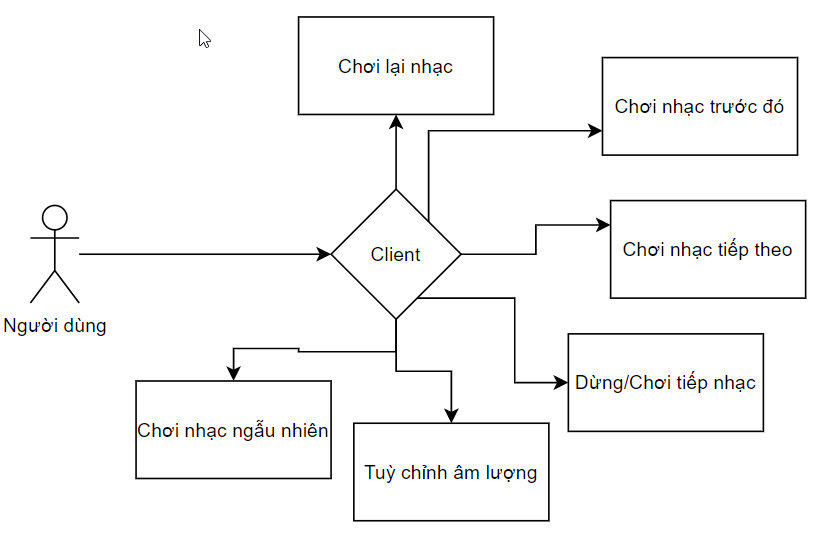 Chơi lại nhạc
Chơi nhạc trước đó
Chơi nhạc tiếp theo
Client
Người dùng
Dừng/Chơi tiếp nhạc
Chơi nhạc ngẫu nhiên
Tuỳ chỉnh âm lượng